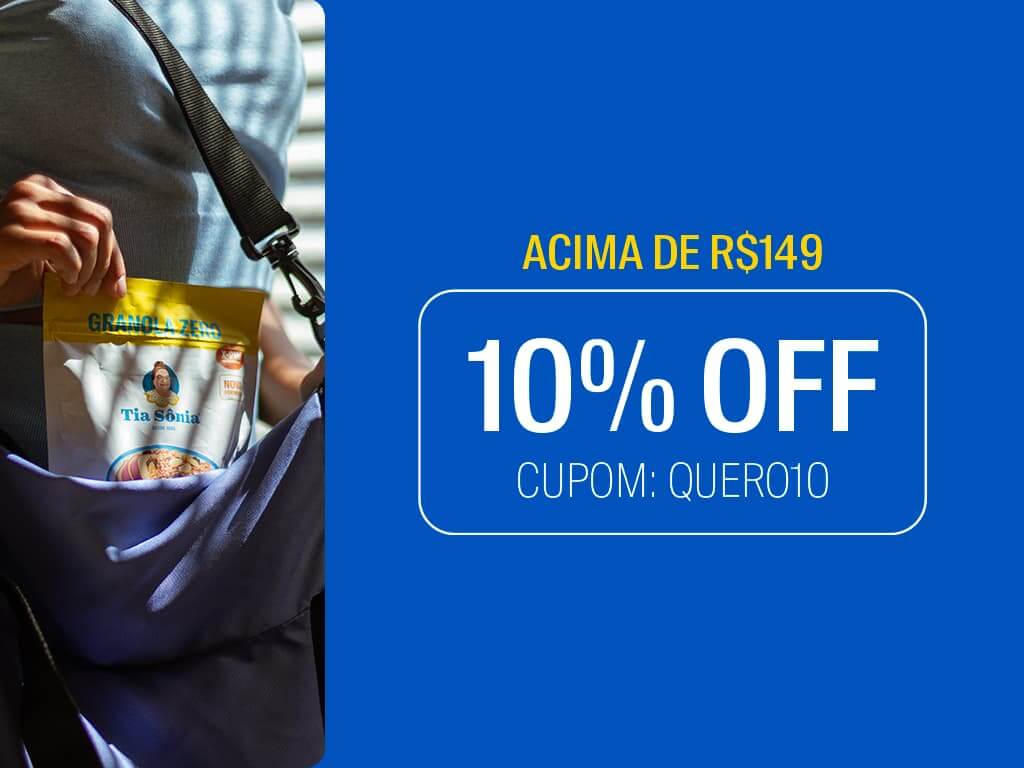 GRANOLA ZERO
Tia Sônia
ACIMA DE R$149
10% OFF
CUPOM: QUERO10